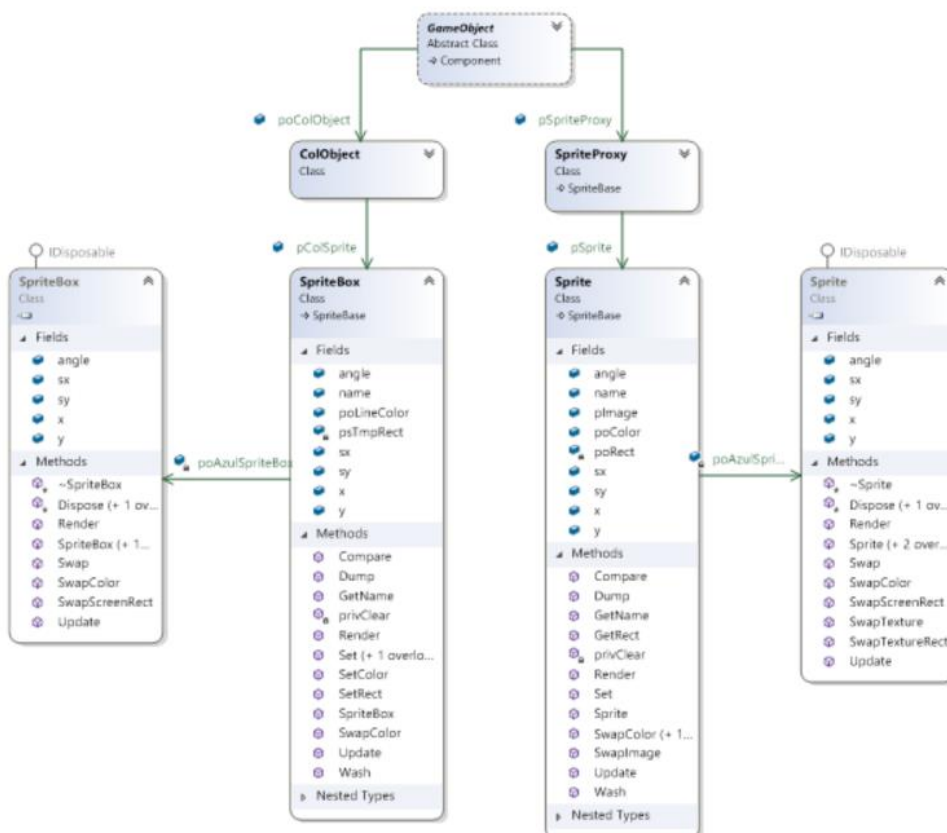 GameObject
Abstract Class
→ Component
poColObject
pSpriteProxy
ColObject
Class
SpriteProxy
Class
→ SpriteBase
pColSprite
pSprite
IDisposable
SpriteBox
Class
Fields
angle
sx
sy
x
y
Methods
~SpriteBox
Dispose (+ 1 ov...
Render
SpriteBox (+ 1...
Swap
SwapColor
SwapScreenRect
Update
poAzulSpriteBox
SpriteBox
Class
→ SpriteBase
Fields
angle
name
poLineColor
psTmpRect
sx
sy
x
y
Methods
Compare
Dump
GetName
privClear
Render
Set (+ 1 overlo...
SetColor
SetRect
SpriteBox
SwapColor
Update
Wash
Nested Types
Sprite
Class
→ SpriteBase
Fields
angle
name
pImage
poColor
poRect
sx
sy
x
y
Methods
Compare
Dump
GetName
GetRect
privClear
Render
Set
Sprite
SwapColor (+ 1...
SwapImage
Update
Wash
Nested Types
poAzulSpri...
IDisposable
Sprite
Class
Fields
angle
sx
sy
x
y
Methods
~Sprite
Dispose (+ 1 ov...
Render
Sprite (+ 2 over...
Swap
SwapColor
SwapScreenRect
SwapTexture
SwapTextureRect
Update